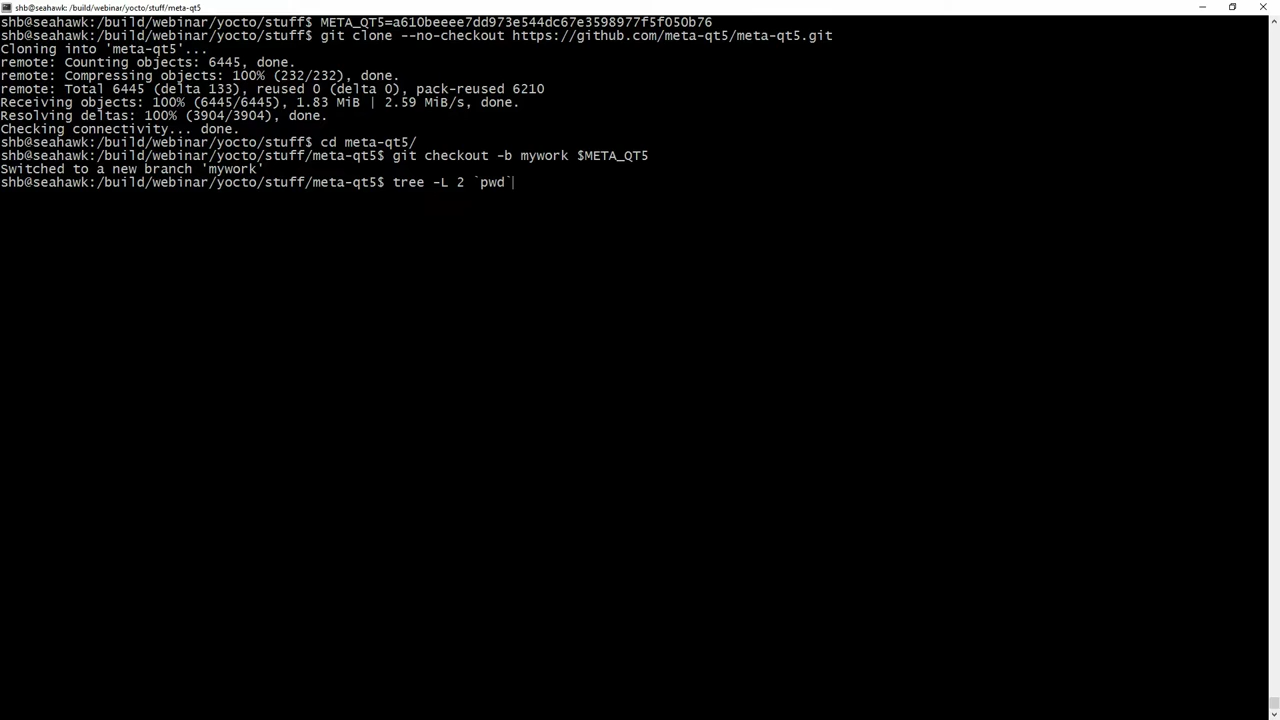 shb@seahawk: /build/webinar/yocto/stuff/meta-qt5
shb@seahawk:/build/webinar/yocto/stuff$ META_QT5=a610beeee7dd973e544dc67e3598977f5f050b76
shb@seahawk:/build/webinar/yocto/stuff$ git clone --no-checkout https://github.com/meta-qt5/meta-qt5.git
Cloning into 'meta-qt5'...
remote: Counting objects: 6445, done.
remote: Compressing objects: 100% (232/232), done.
remote: Total 6445 (delta 133), reused 0 (delta 0), pack-reused 6210
Receiving objects: 100% (6445/6445), 1.83 MiB | 2.59 MiB/s, done.
Resolving deltas: 100% (3904/3904), done.
Checking connectivity... done.
shb@seahawk:/build/webinar/yocto/stuff$ cd meta-qt5/
shb@seahawk:/build/webinar/yocto/stuff/meta-qt5$ git checkout -b mywork $META_QT5
Switched to a new branch 'mywork'
shb@seahawk:/build/webinar/yocto/stuff/meta-qt5$ tree -L 2 `pwd`